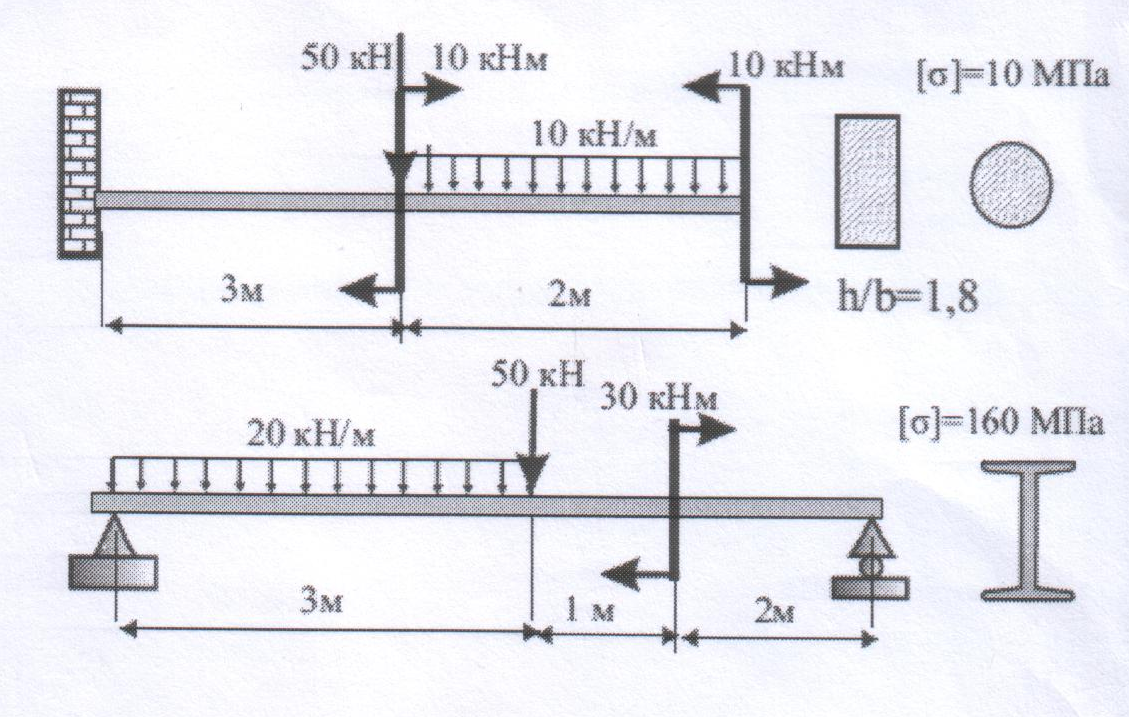 50 кН 10 кНм 10 кНм [σ]=10 МПа
10 кН/м
3м 2м h/b=1,8
50 кН
30 кНм [σ]=160 МПа
20 кН/м
3м 1 м 2м